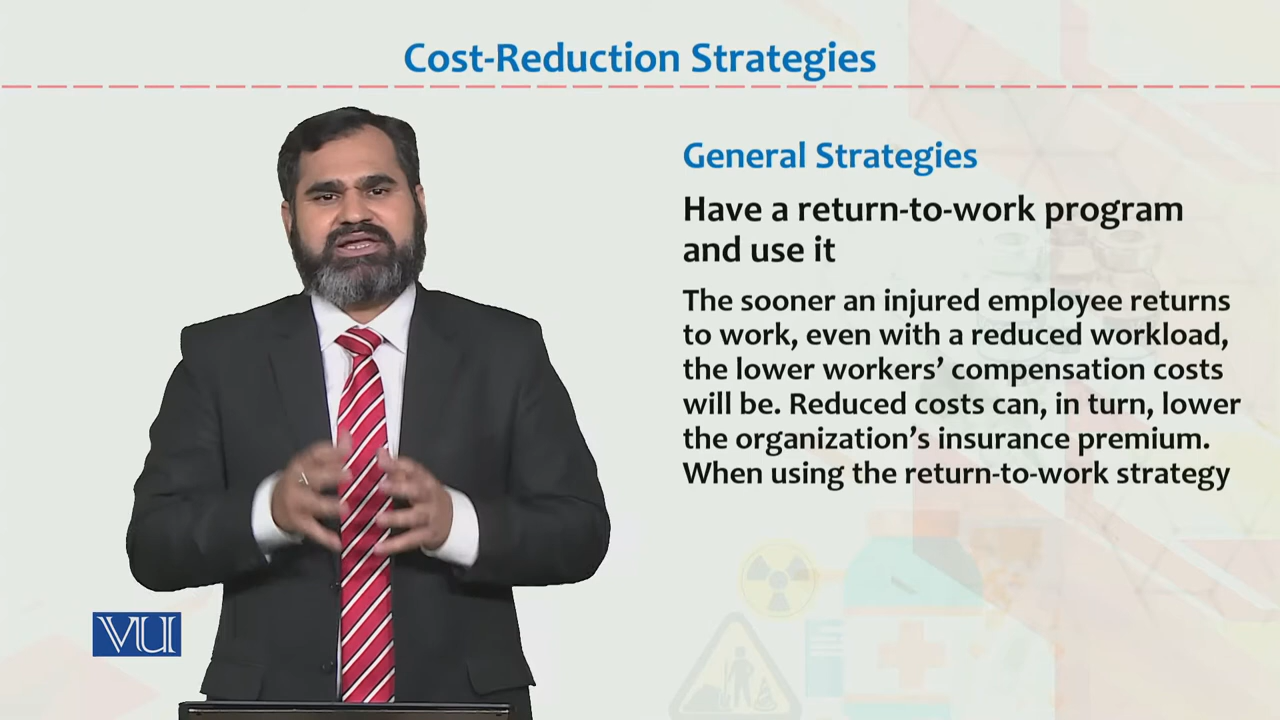 Cost-Reduction Strategies
General Strategies
Have a return-to-work program
and use it
The sooner an injured employee returns
to work, even with a reduced workload,
the lower workers’ compensation costs
will be. Reduced costs can, in turn, lower
the organization’s insurance premium.
When using the return-to-work strategy
VU